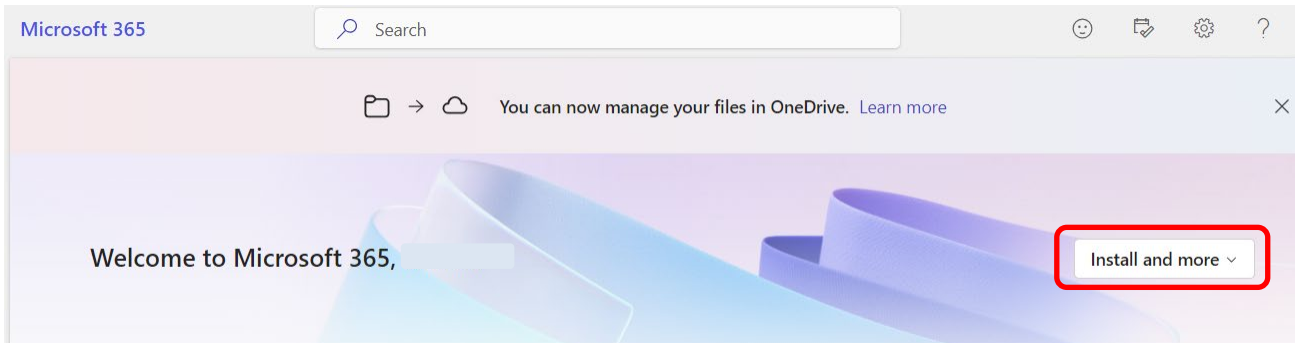 Microsoft 365
Search
You can now manage your files in OneDrive. Learn more
Welcome to Microsoft 365,
Install and more